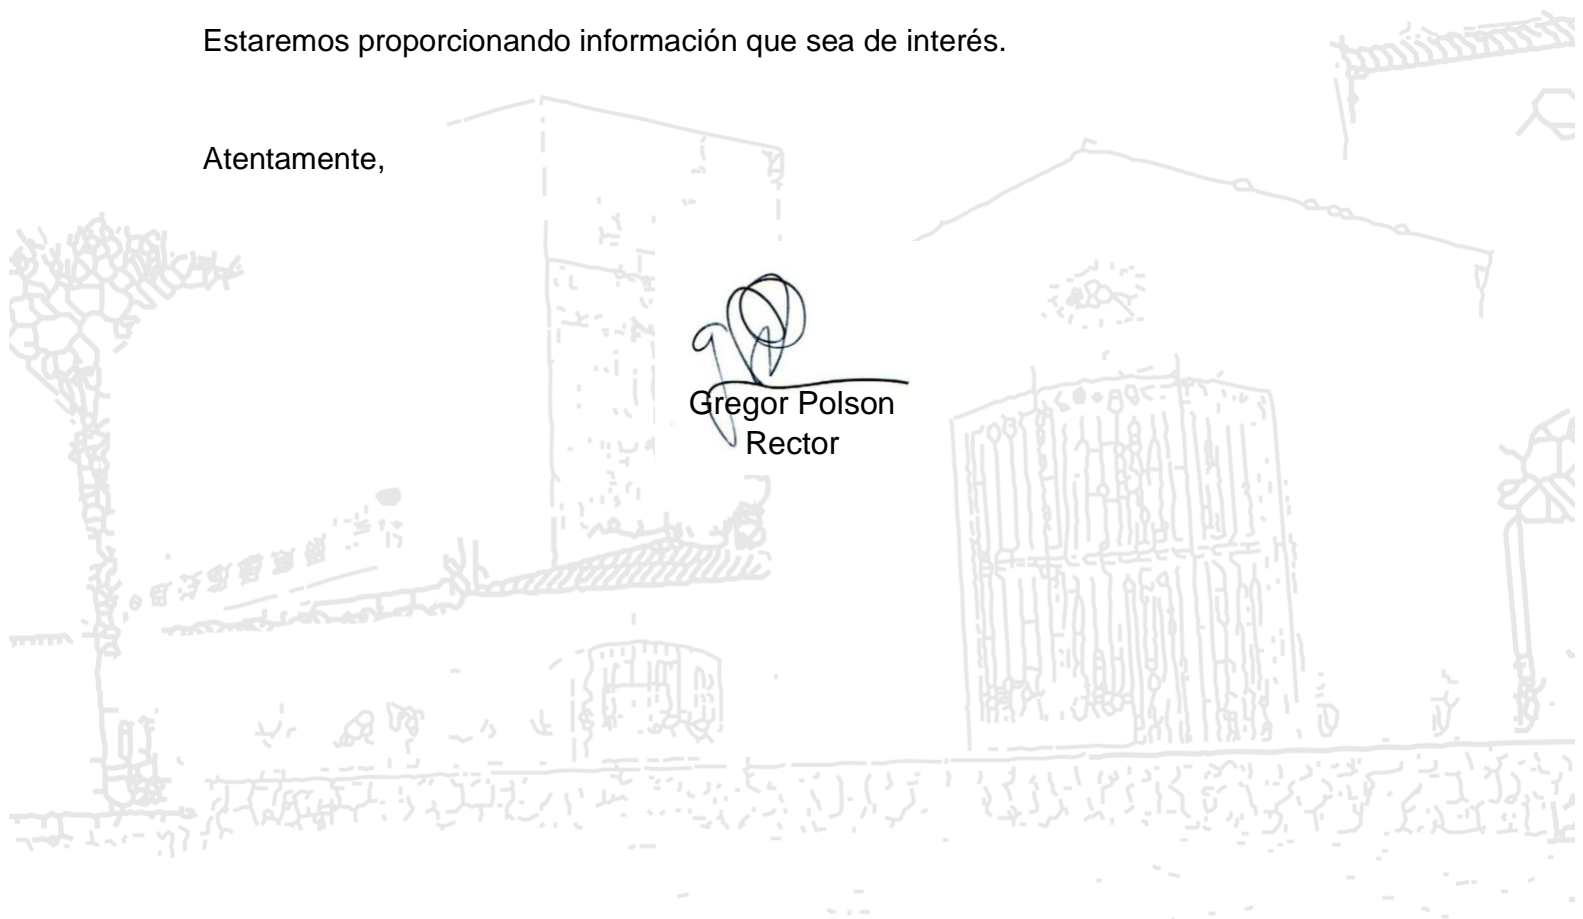 Estaremos proporcionando información que sea de interés.
Atentamente,
Gregor Polson
Rector